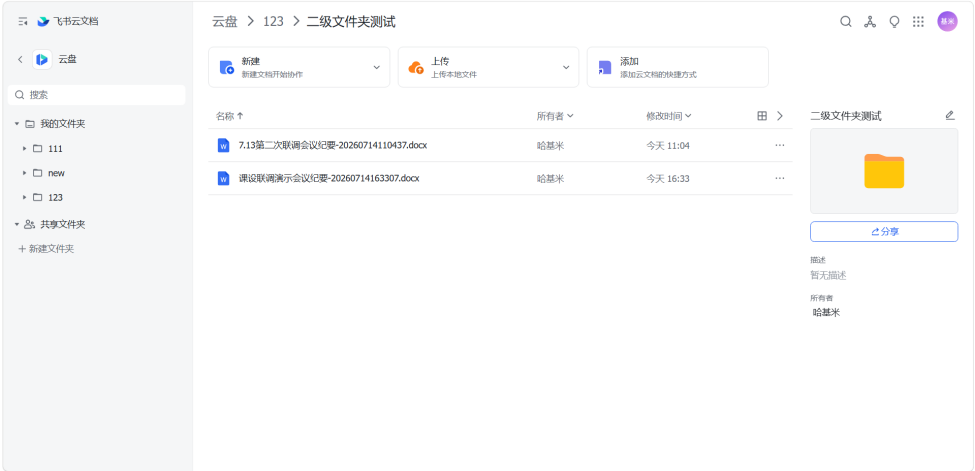 飞书云文档
云盘
搜索
我的文件夹
111
new
123
共享文件夹
新建文件夹
云盘 > 123 > 二级文件夹测试
基米
新建
新建文档开始协作
上传
上传本地文件
添加
添加云文档的快捷方式
名称 所有者 修改时间
7.13第二次联调会议纪要-20260714110437.docx 哈基米 今天 11:04
课设联调演示会议纪要-20260714163307.docx 哈基米 今天 16:33
二级文件夹测试
分享
描述
暂无描述
所有者
哈基米